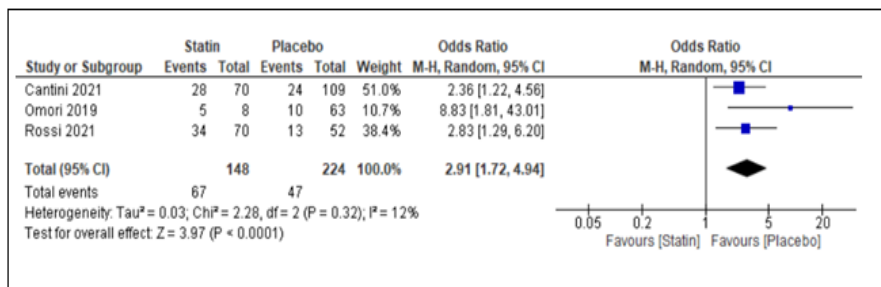 Statin Placebo Odds Ratio Odds Ratio
Study or Subgroup Events Total Events Total Weight M-H, Random, 95% CI M-H, Random, 95% CI
Cantini 2021 28 70 24 109 51.0% 2.36 [1.22, 4.56]
Omori 2019 5 8 10 63 10.7% 8.83 [1.81, 43.01]
Rossi 2021 34 70 13 52 38.4% 2.83 [1.29, 6.20]
Total (95% CI) 148 224 100.0% 2.91 [1.72, 4.94]
Total events 67 47
Heterogeneity: Tau² = 0.03; Chi² = 2.28, df = 2 (P = 0.32); I² = 12%
Test for overall effect: Z = 3.97 (P < 0.0001)
0.05 0.2 1 5 20
Favours [Statin] Favours [Placebo]